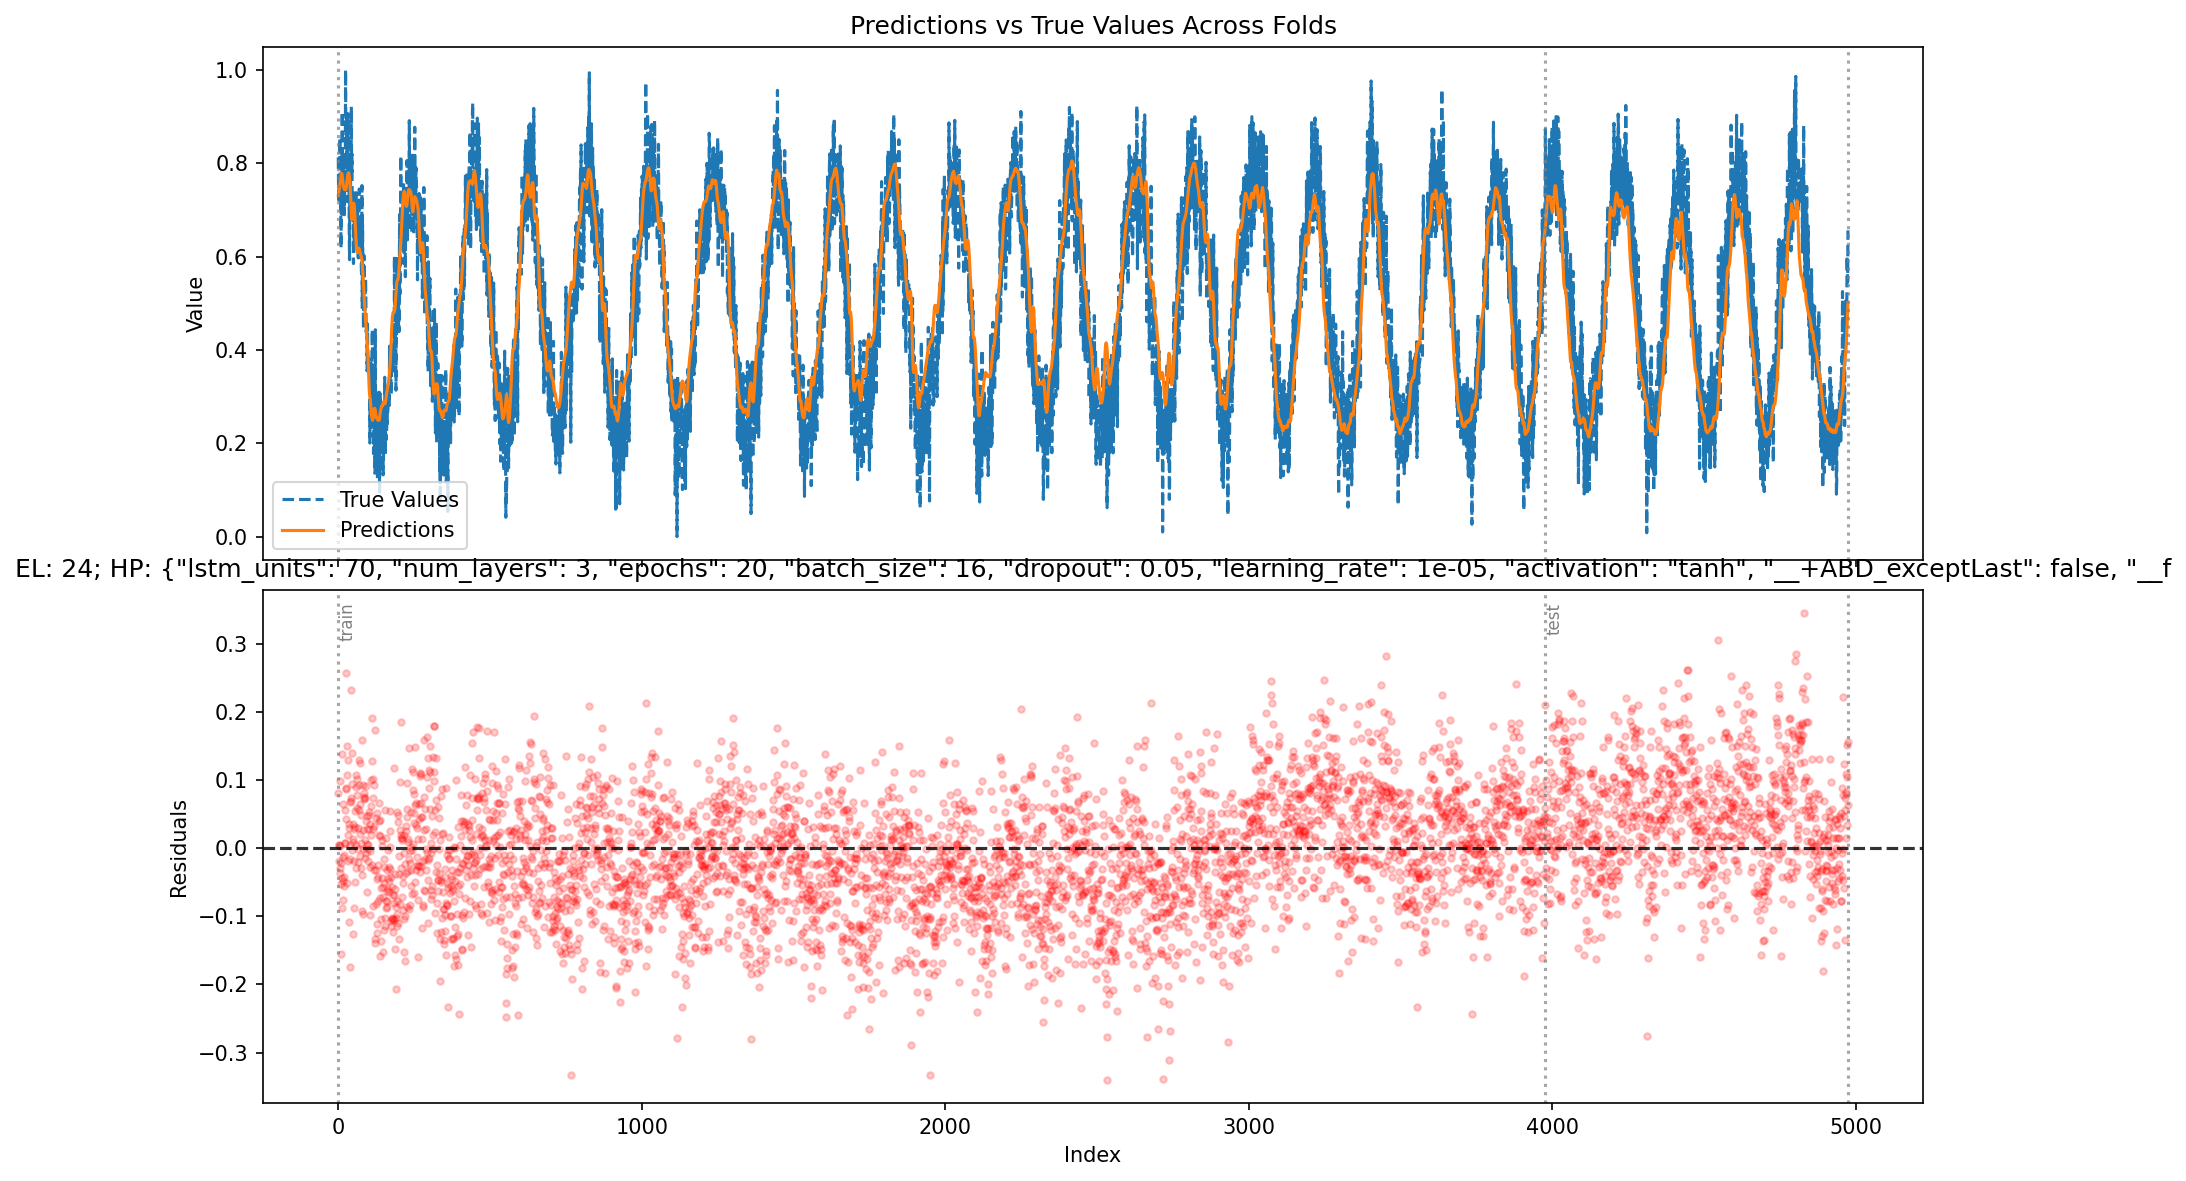 Predictions vs True Values Across Folds
1.0
0.8
0.6
0.4
0.2
0.0
Value
True Values
Predictions
EL: 24; HP: {"lstm_units": 70, "num_layers": 3, "epochs": 20, "batch_size": 16, "dropout": 0.05, "learning_rate": 1e-05, "activation": "tanh", "__+ABD_exceptLast": false, "__f
train
test
0.3
0.2
0.1
0.0
−0.1
−0.2
−0.3
Residuals
0 1000 2000 3000 4000 5000
Index